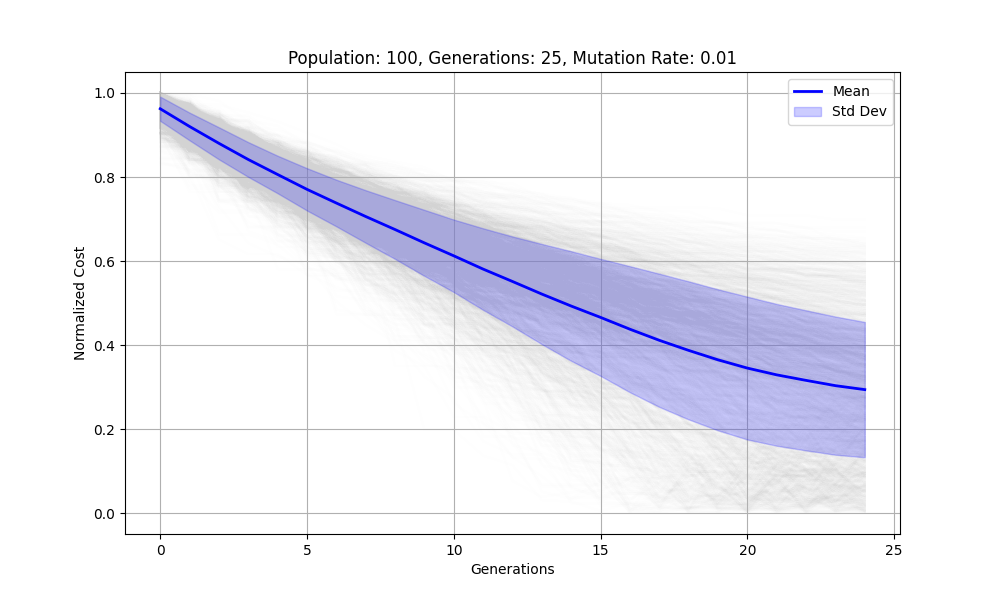 Population: 100, Generations: 25, Mutation Rate: 0.01
Mean
Std Dev
1.0
0.8
0.6
0.4
0.2
0.0
Normalized Cost
0 5 10 15 20 25
Generations